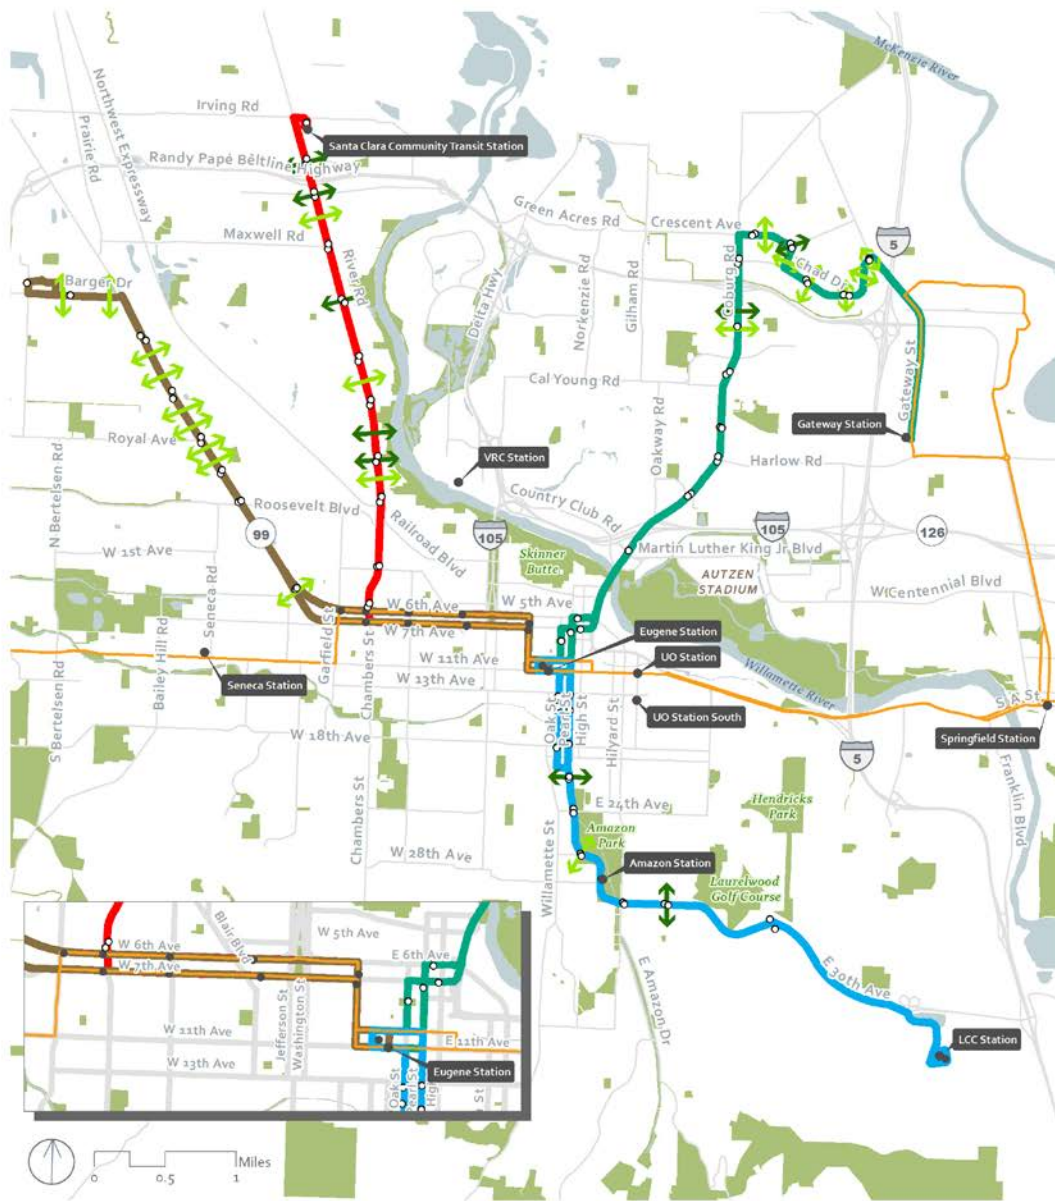 McKenzie River
Irving Rd
Northwest Expressway
Prairie Rd
Santa Clara Community Transit Station
Randy Papé Beltline Highway
Green Acres Rd
Crescent Ave
5
Maxwell Rd
River Rd
Delta Hwy
Norkenzie Rd
Gilham Rd
Coburg Rd
Chad Dr
Barger Dr
Gateway St
Cal Young Rd
Oakway Rd
Gateway Station
Royal Ave
N Bertelsen Rd
VRC Station
Harlow Rd
Roosevelt Blvd
Country Club Rd
99
Railroad Blvd
105
105
126
W 1st Ave
Seneca Rd
Skinner
Butte
Martin Luther King Jr. Blvd
AUTZEN
STADIUM
W Centennial Blvd
W 5th Ave
W 6th Ave
Bailey Hill Rd
Garfield St
W 7th Ave
Eugene Station
W 11th Ave
UO Station
Chambers St
W 13th Ave
Willamette River
Seneca Station
S Bertelsen Rd
Oak St
Pearl St
High St
Hilyard St
UO Station South
S A St
Springfield Station
W 18th Ave
5
Franklin Blvd
Chambers St
E 24th Ave
Hendricks
Park
Willamette St
Amazon
Park
W 28th Ave
Amazon Station
Laurelwood
Golf Course
E Amazon Dr
E 30th Ave
LCC Station
Blair Blvd
W 5th Ave
W 6th Ave
E 6th Ave
W 7th Ave
Jefferson St
Washington St
W 11th Ave
E 11th Ave
W 13th Ave
Eugene Station
Oak St
Pearl St
High
St
Miles
0
0.5
1